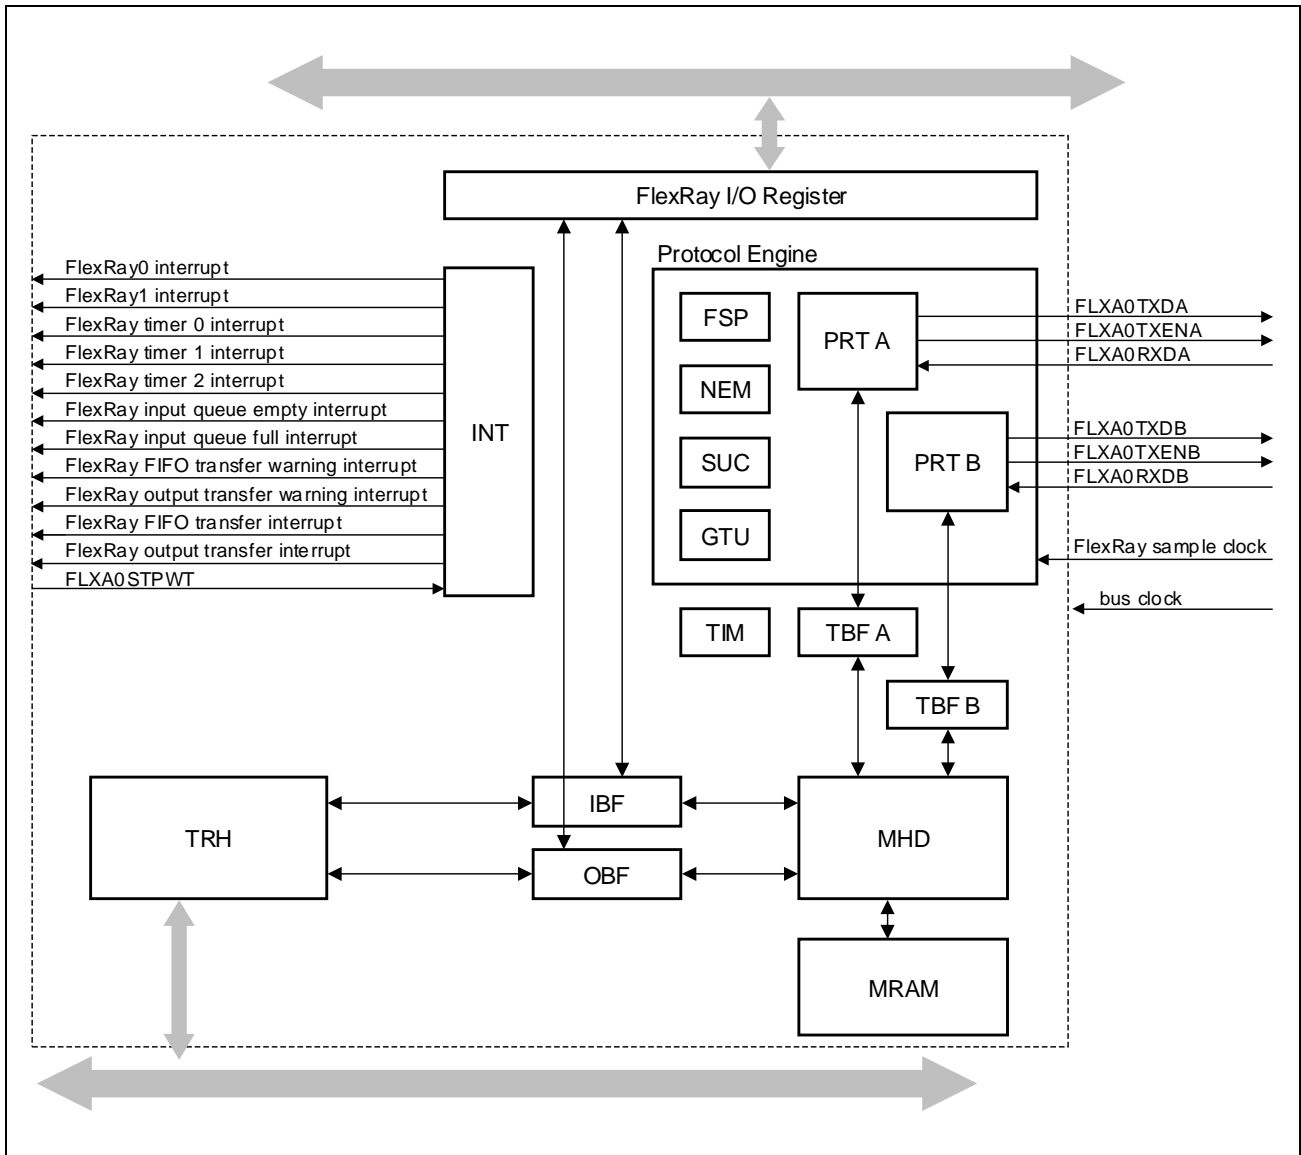 FlexRay I/O Register
Protocol Engine
FlexRay0 interrupt
FlexRay1 interrupt
FlexRay timer 0 interrupt
FlexRay timer 1 interrupt
FlexRay timer 2 interrupt
FlexRay input queue empty interrupt
FlexRay input queue full interrupt
FlexRay FIFO transfer warning interrupt
FlexRay output transfer warning interrupt
FlexRay FIFO transfer interrupt
FlexRay output transfer interrupt
FLXA0STPWT
INT
FSP
NEM
SUC
GTU
PRT A
PRT B
FLXA0TXDA
FLXA0TXENA
FLXA0RXDA
FLXA0TXDB
FLXA0TXENB
FLXA0RXDB
FlexRay sample clock
bus clock
TIM
TBF A
TBF B
TRH
IBF
OBF
MHD
MRAM